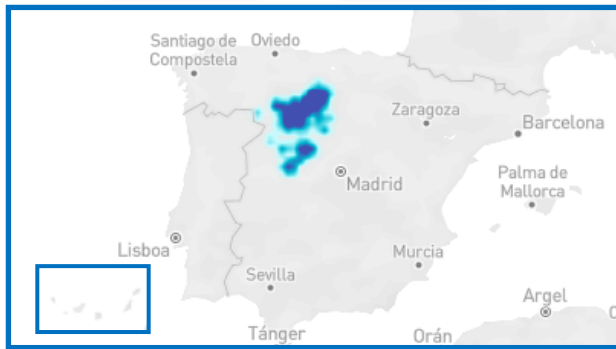 Santiago de
Compostela
Oviedo
Zaragoza
Barcelona
Madrid
Palma de
Mallorca
Lisboa
Murcia
Sevilla
Argel
Tánger
Orán